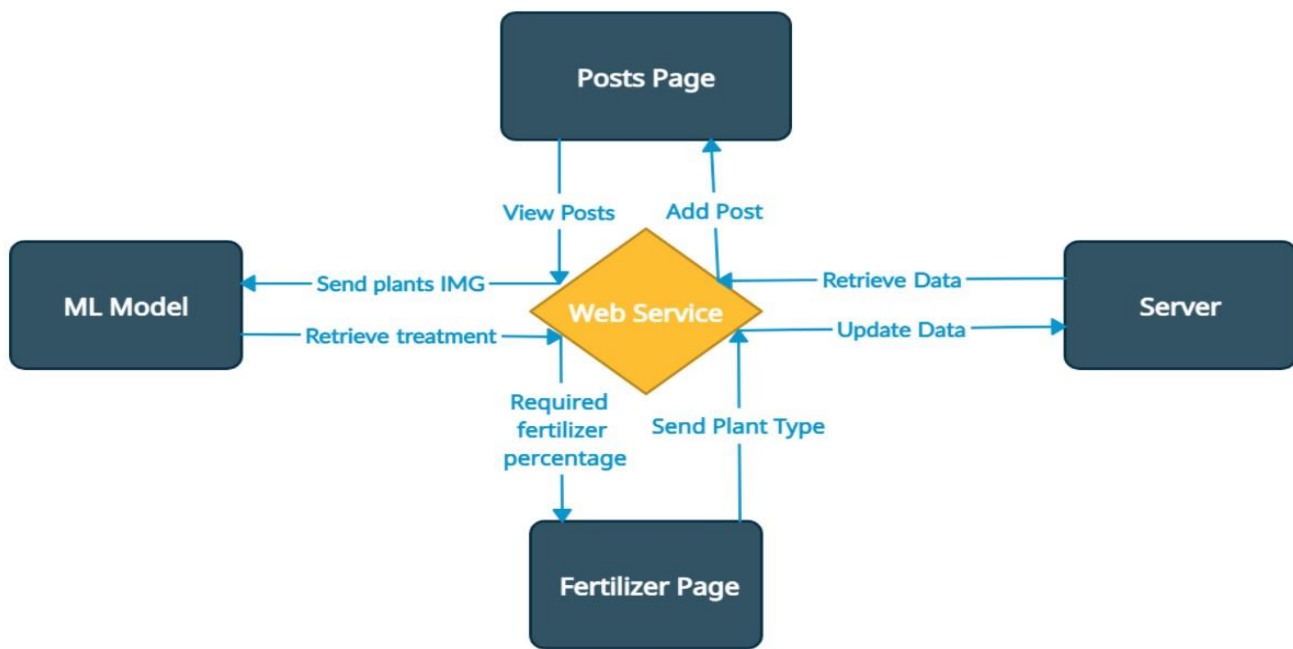 Posts Page
View Posts
Add Post
ML Model
Send plants IMG
Retrieve treatment
Web Service
Retrieve Data
Update Data
Server
Required
fertilizer
percentage
Send Plant Type
Fertilizer Page